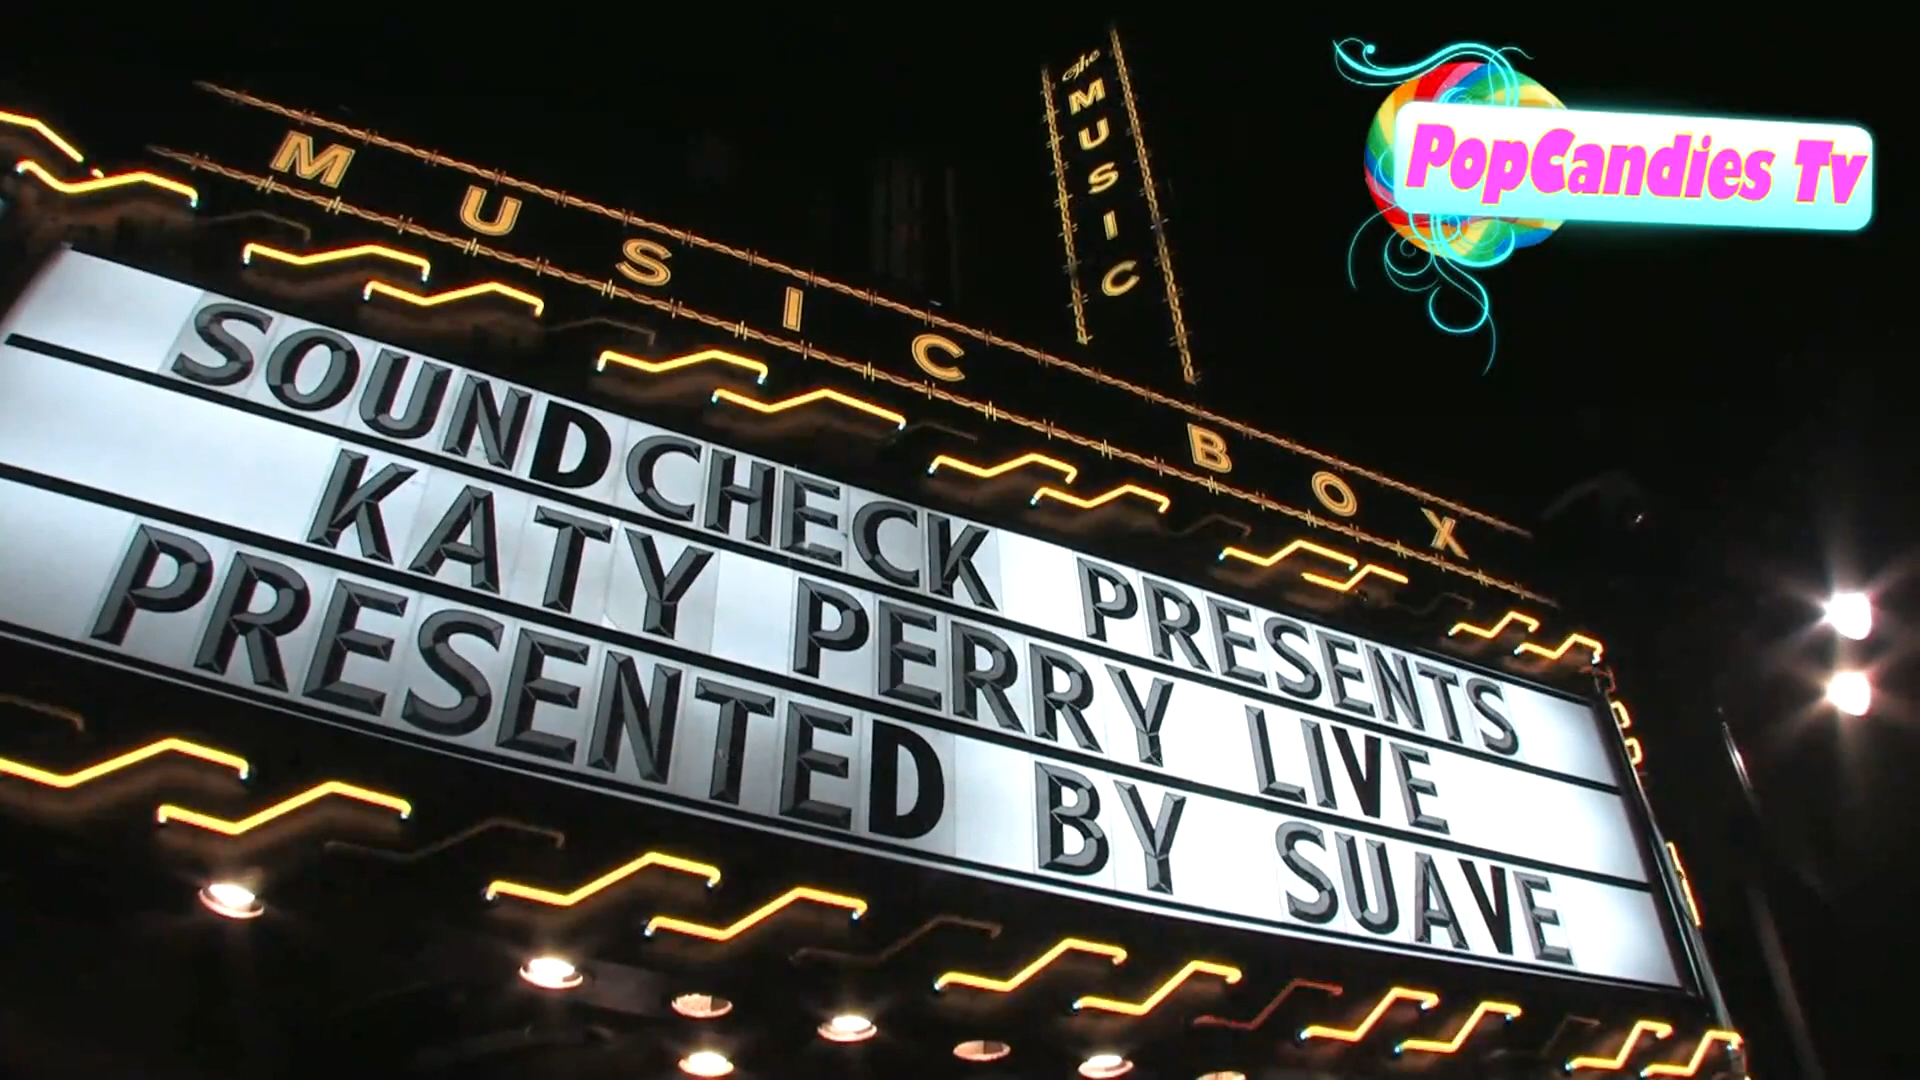 The
MUSIC
PopCandies Tv
MUSIC BOX
SOUNDCHECK PRESENTS
KATY PERRY LIVE
PRESENTED BY SUAVE